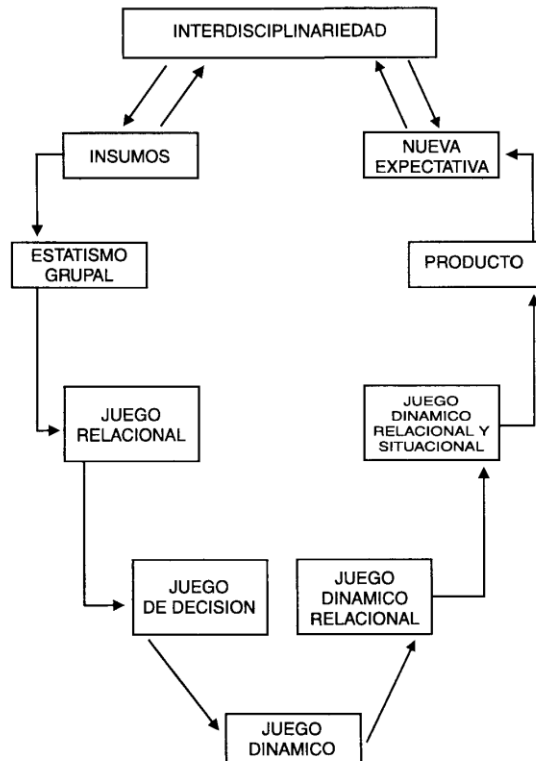 INTERDISCIPLINARIEDAD
INSUMOS
NUEVA
EXPECTATIVA
ESTATISMO
GRUPAL
PRODUCTO
JUEGO
RELACIONAL
JUEGO
DINAMICO
RELACIONAL Y
SITUACIONAL
JUEGO
DE DECISION
JUEGO
DINAMICO
RELACIONAL
JUEGO
DINAMICO